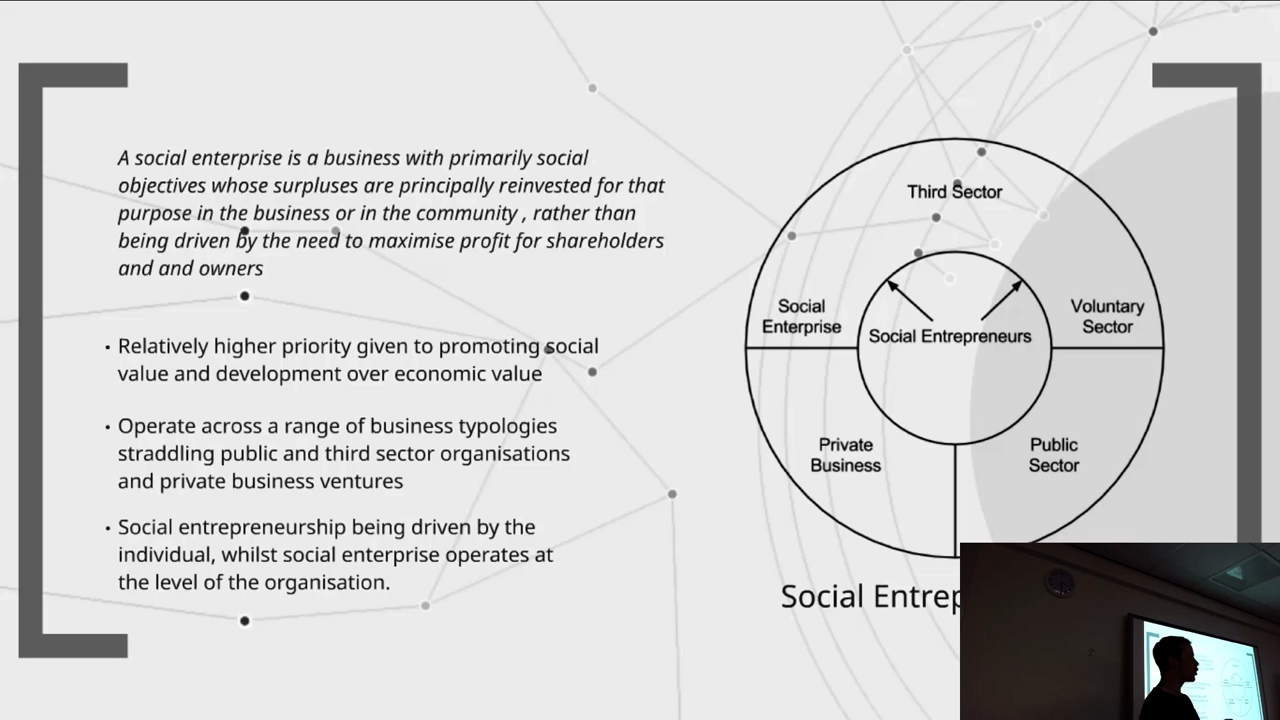 A social enterprise is a business with primarily social
objectives whose surpluses are principally reinvested for that
purpose in the business or in the community , rather than
being driven by the need to maximise profit for shareholders
and and owners
· Relatively higher priority given to promoting social
value and development over economic value
· Operate across a range of business typologies
straddling public and third sector organisations
and private business ventures
· Social entrepreneurship being driven by the
individual, whilst social enterprise operates at
the level of the organisation.
Third Sector
Social
Enterprise
Social Entrepreneurs
Voluntary
Sector
Private
Business
Public
Sector
Social